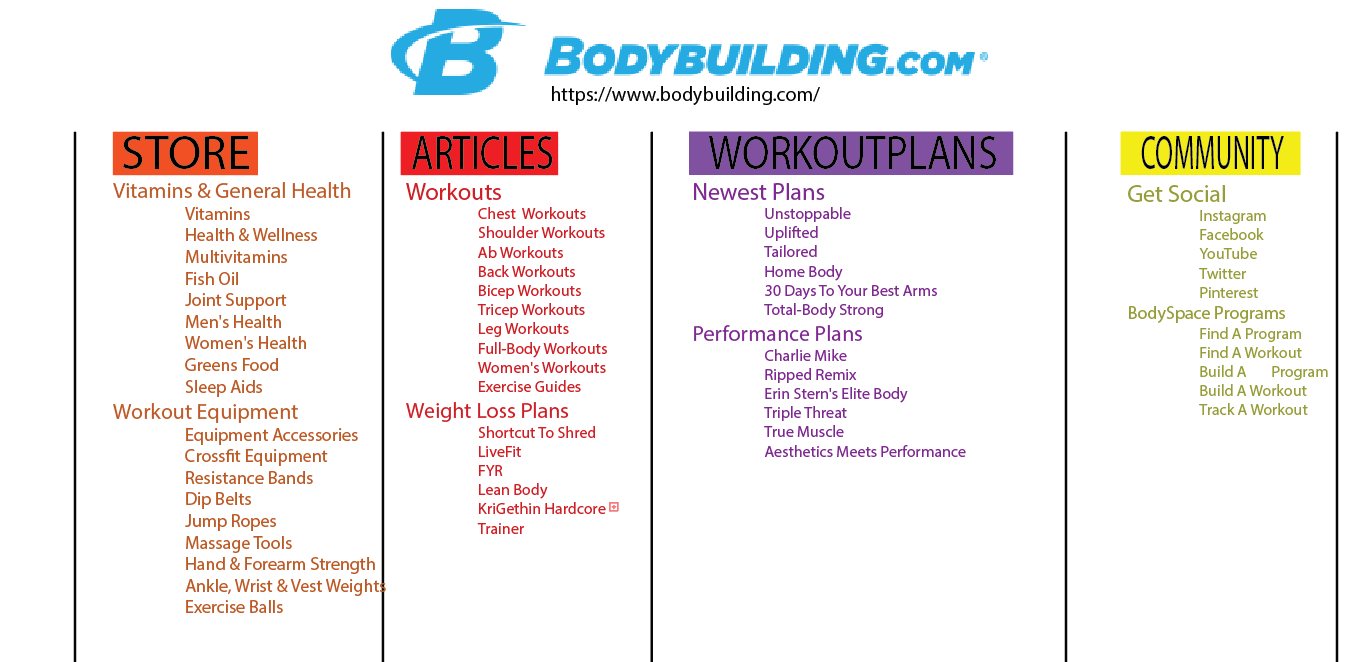 B BODYBUILDING.COM®
https://www.bodybuilding.com/
STORE
Vitamins & General Health
Vitamins
Health & Wellness
Multivitamins
Fish Oil
Joint Support
Men's Health
Women's Health
Greens Food
Sleep Aids
Workout Equipment
Equipment Accessories
Crossfit Equipment
Resistance Bands
Dip Belts
Jump Ropes
Massage Tools
Hand & Forearm Strength
Ankle, Wrist & Vest Weights
Exercise Balls
ARTICLES
Workouts
Chest Workouts
Shoulder Workouts
Ab Workouts
Back Workouts
Bicep Workouts
Tricep Workouts
Leg Workouts
Full-Body Workouts
Women's Workouts
Exercise Guides
Weight Loss Plans
Shortcut To Shred
LiveFit
FYR
Lean Body
KriGethin Hardcore
Trainer
WORKOUTPLANS
Newest Plans
Unstoppable
Uplifted
Tailored
Home Body
30 Days To Your Best Arms
Total-Body Strong
Performance Plans
Charlie Mike
Ripped Remix
Erin Stern's Elite Body
Triple Threat
True Muscle
Aesthetics Meets Performance
COMMUNITY
Get Social
Instagram
Facebook
YouTube
Twitter
Pinterest
BodySpace Programs
Find A Program
Find A Workout
Build A Program
Build A Workout
Track A Workout